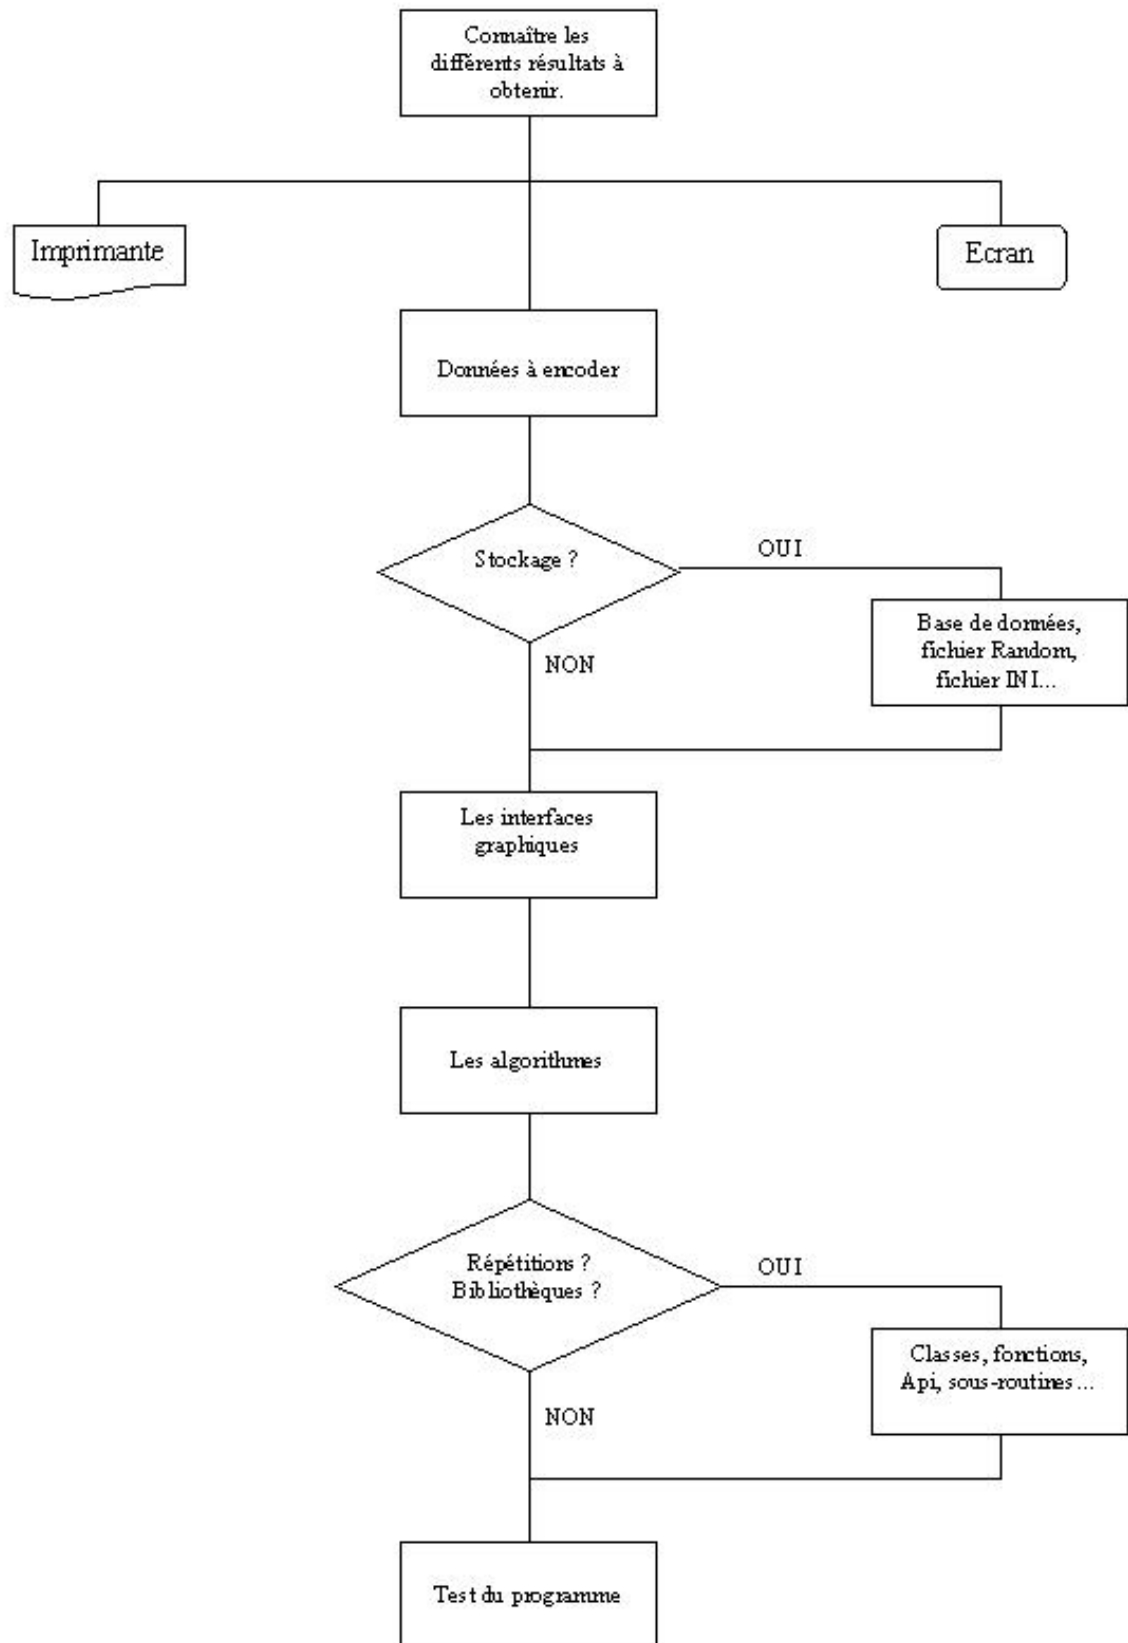 Connaître les
différents résultats à
obtenir.
Imprimante
Ecran
Données à encoder
Stockage ?
OUI
Base de données,
fichier Random,
fichier INI...
NON
Les interfaces
graphiques
Les algorithmes
Répétitions ?
Bibliothèques ?
OUI
Classes, fonctions,
Api, sous-routines...
NON
Test du programme